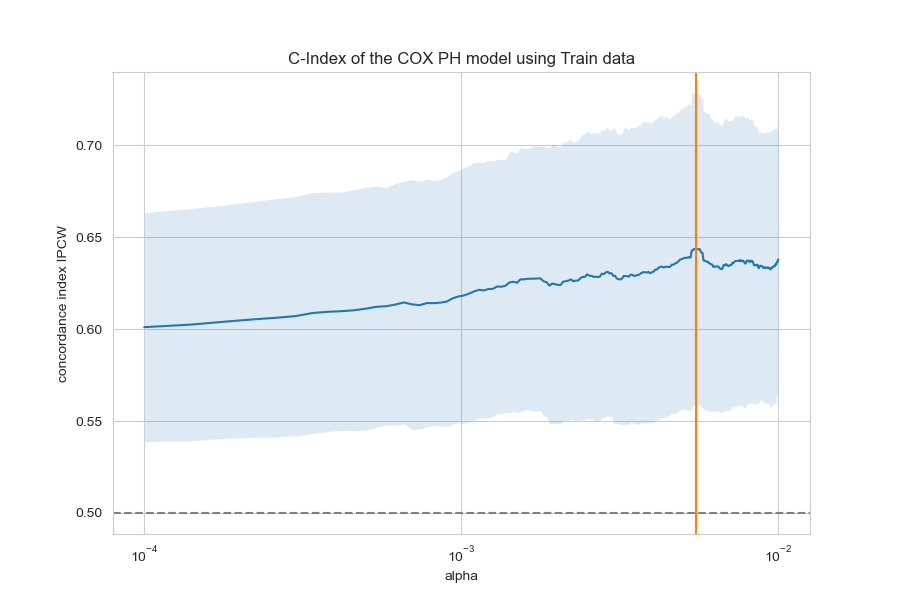 C-Index of the COX PH model using Train data
concordance index IPCW
0.70
0.65
0.60
0.55
0.50
10⁻⁴
10⁻³
10⁻²
alpha